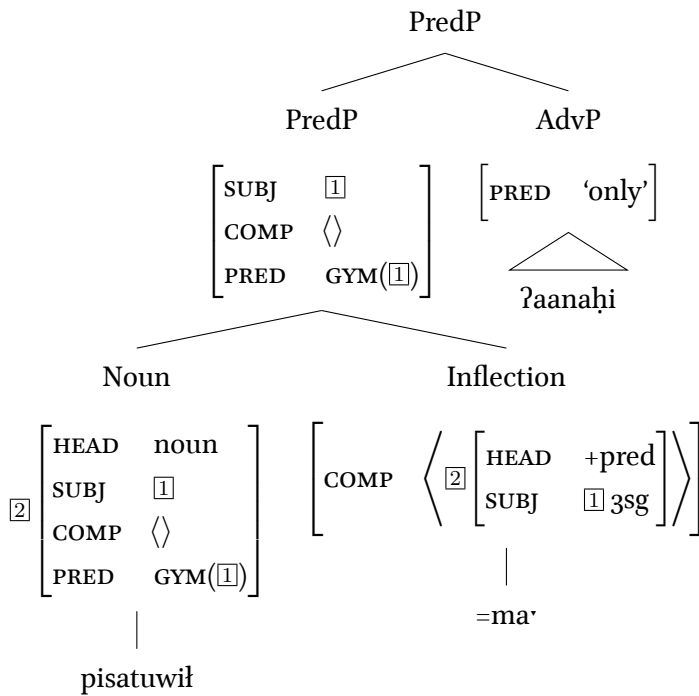 PredP
PredP AdvP
SUBJ 1
COMP ⟨⟩
PRED GYM(1)
PRED ‘only’
ʔaanaḥi
Noun Inflection
2
HEAD noun
SUBJ 1
COMP ⟨⟩
PRED GYM(1)
COMP ⟨ 2
HEAD +pred
SUBJ 1 3sg
⟩
=maˑ
pisatuwił